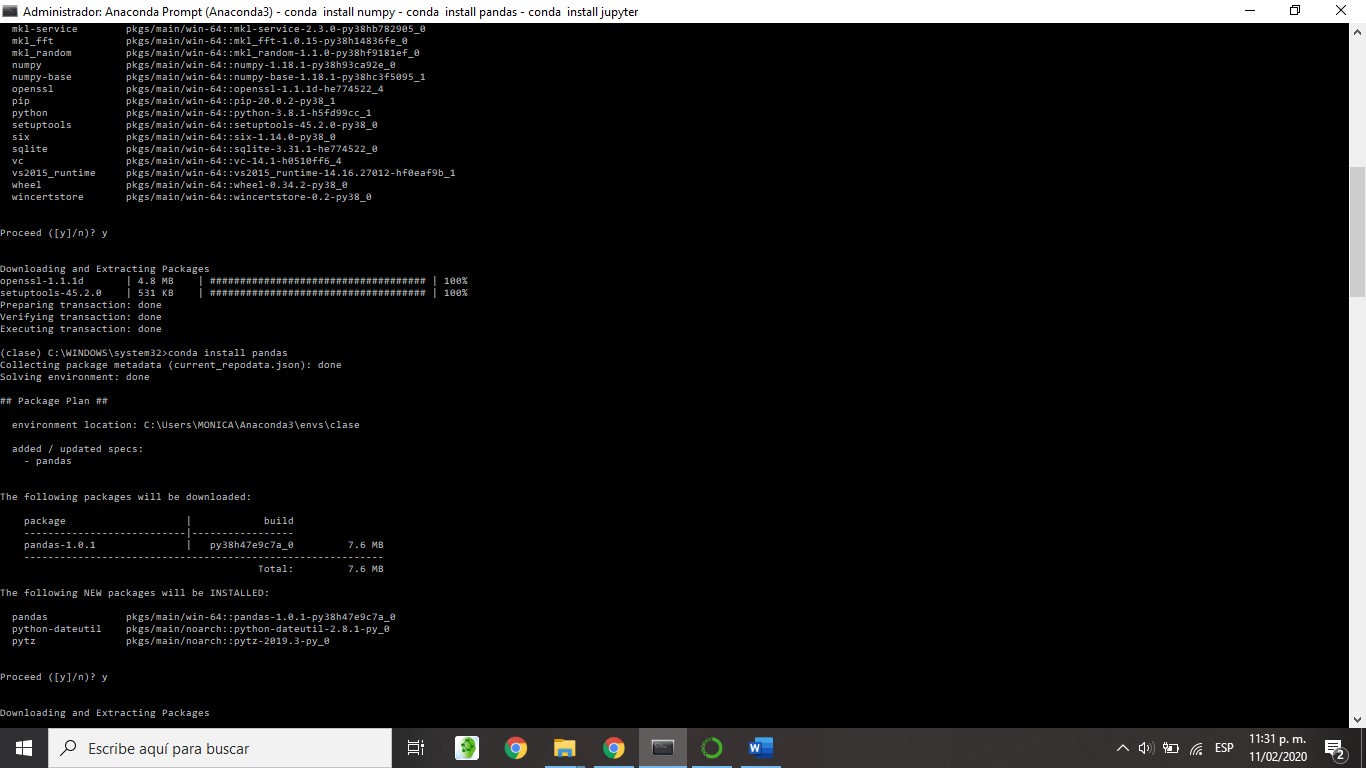 Administrador: Anaconda Prompt (Anaconda3) - conda  install numpy - conda  install pandas - conda  install jupyter
mkl-service        pkgs/main/win-64::mkl-service-2.3.0-py38hb782905_0
mkl_fft            pkgs/main/win-64::mkl_fft-1.0.15-py38h14836fe_0
mkl_random         pkgs/main/win-64::mkl_random-1.1.0-py38hf9181ef_0
numpy              pkgs/main/win-64::numpy-1.18.1-py38h93ca92e_0
numpy-base         pkgs/main/win-64::numpy-base-1.18.1-py38hc3f5095_1
openssl            pkgs/main/win-64::openssl-1.1.1d-he774522_4
pip                pkgs/main/win-64::pip-20.0.2-py38_1
python             pkgs/main/win-64::python-3.8.1-h5fd99cc_1
setuptools         pkgs/main/win-64::setuptools-45.2.0-py38_0
six                pkgs/main/win-64::six-1.14.0-py38_0
sqlite             pkgs/main/win-64::sqlite-3.31.1-he774522_0
vc                 pkgs/main/win-64::vc-14.1-h0510ff6_4
vs2015_runtime     pkgs/main/win-64::vs2015_runtime-14.16.27012-hf0eaf9b_1
wheel              pkgs/main/win-64::wheel-0.34.2-py38_0
wincertstore       pkgs/main/win-64::wincertstore-0.2-py38_0
Proceed ([y]/n)? y
Downloading and Extracting Packages
openssl-1.1.1d       | 4.8 MB    | #################################### | 100%
setuptools-45.2.0    | 531 KB    | #################################### | 100%
Preparing transaction: done
Verifying transaction: done
Executing transaction: done
(clase) C:\WINDOWS\system32>conda install pandas
Collecting package metadata (current_repodata.json): done
Solving environment: done
## Package Plan ##
environment location: C:\Users\MONICA\Anaconda3\envs\clase
added / updated specs:
- pandas
The following packages will be downloaded:
package                    |            build
---------------------------|-----------------
pandas-1.0.1               |   py38h47e9c7a_0         7.6 MB
------------------------------------------------------------
Total:         7.6 MB
The following NEW packages will be INSTALLED:
pandas             pkgs/main/win-64::pandas-1.0.1-py38h47e9c7a_0
python-dateutil    pkgs/main/noarch::python-dateutil-2.8.1-py_0
pytz               pkgs/main/noarch::pytz-2019.3-py_0
Proceed ([y]/n)? y
Downloading and Extracting Packages
Escribe aquí para buscar
ESP
11:31 p. m.
11/02/2020
2